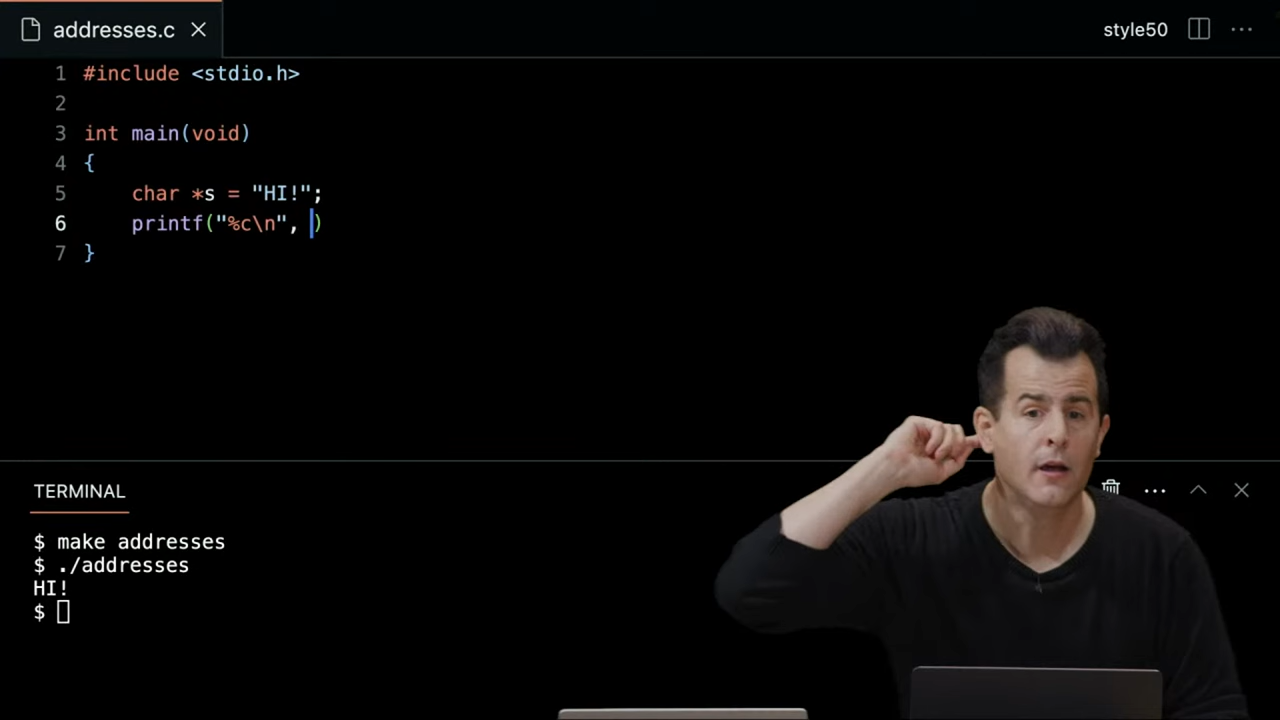 addresses.c
style50
1 #include <stdio.h>
2
3 int main(void)
4 {
5     char *s = "HI!";
6     printf("%c\n", )
7 }
TERMINAL
$ make addresses
$ ./addresses
HI!
$